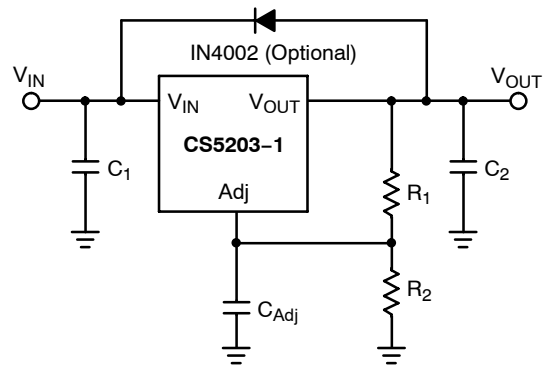 IN4002 (Optional)
VIN
VOUT
VIN
VOUT
CS5203−1
C1
C2
Adj
R1
CAdj
R2